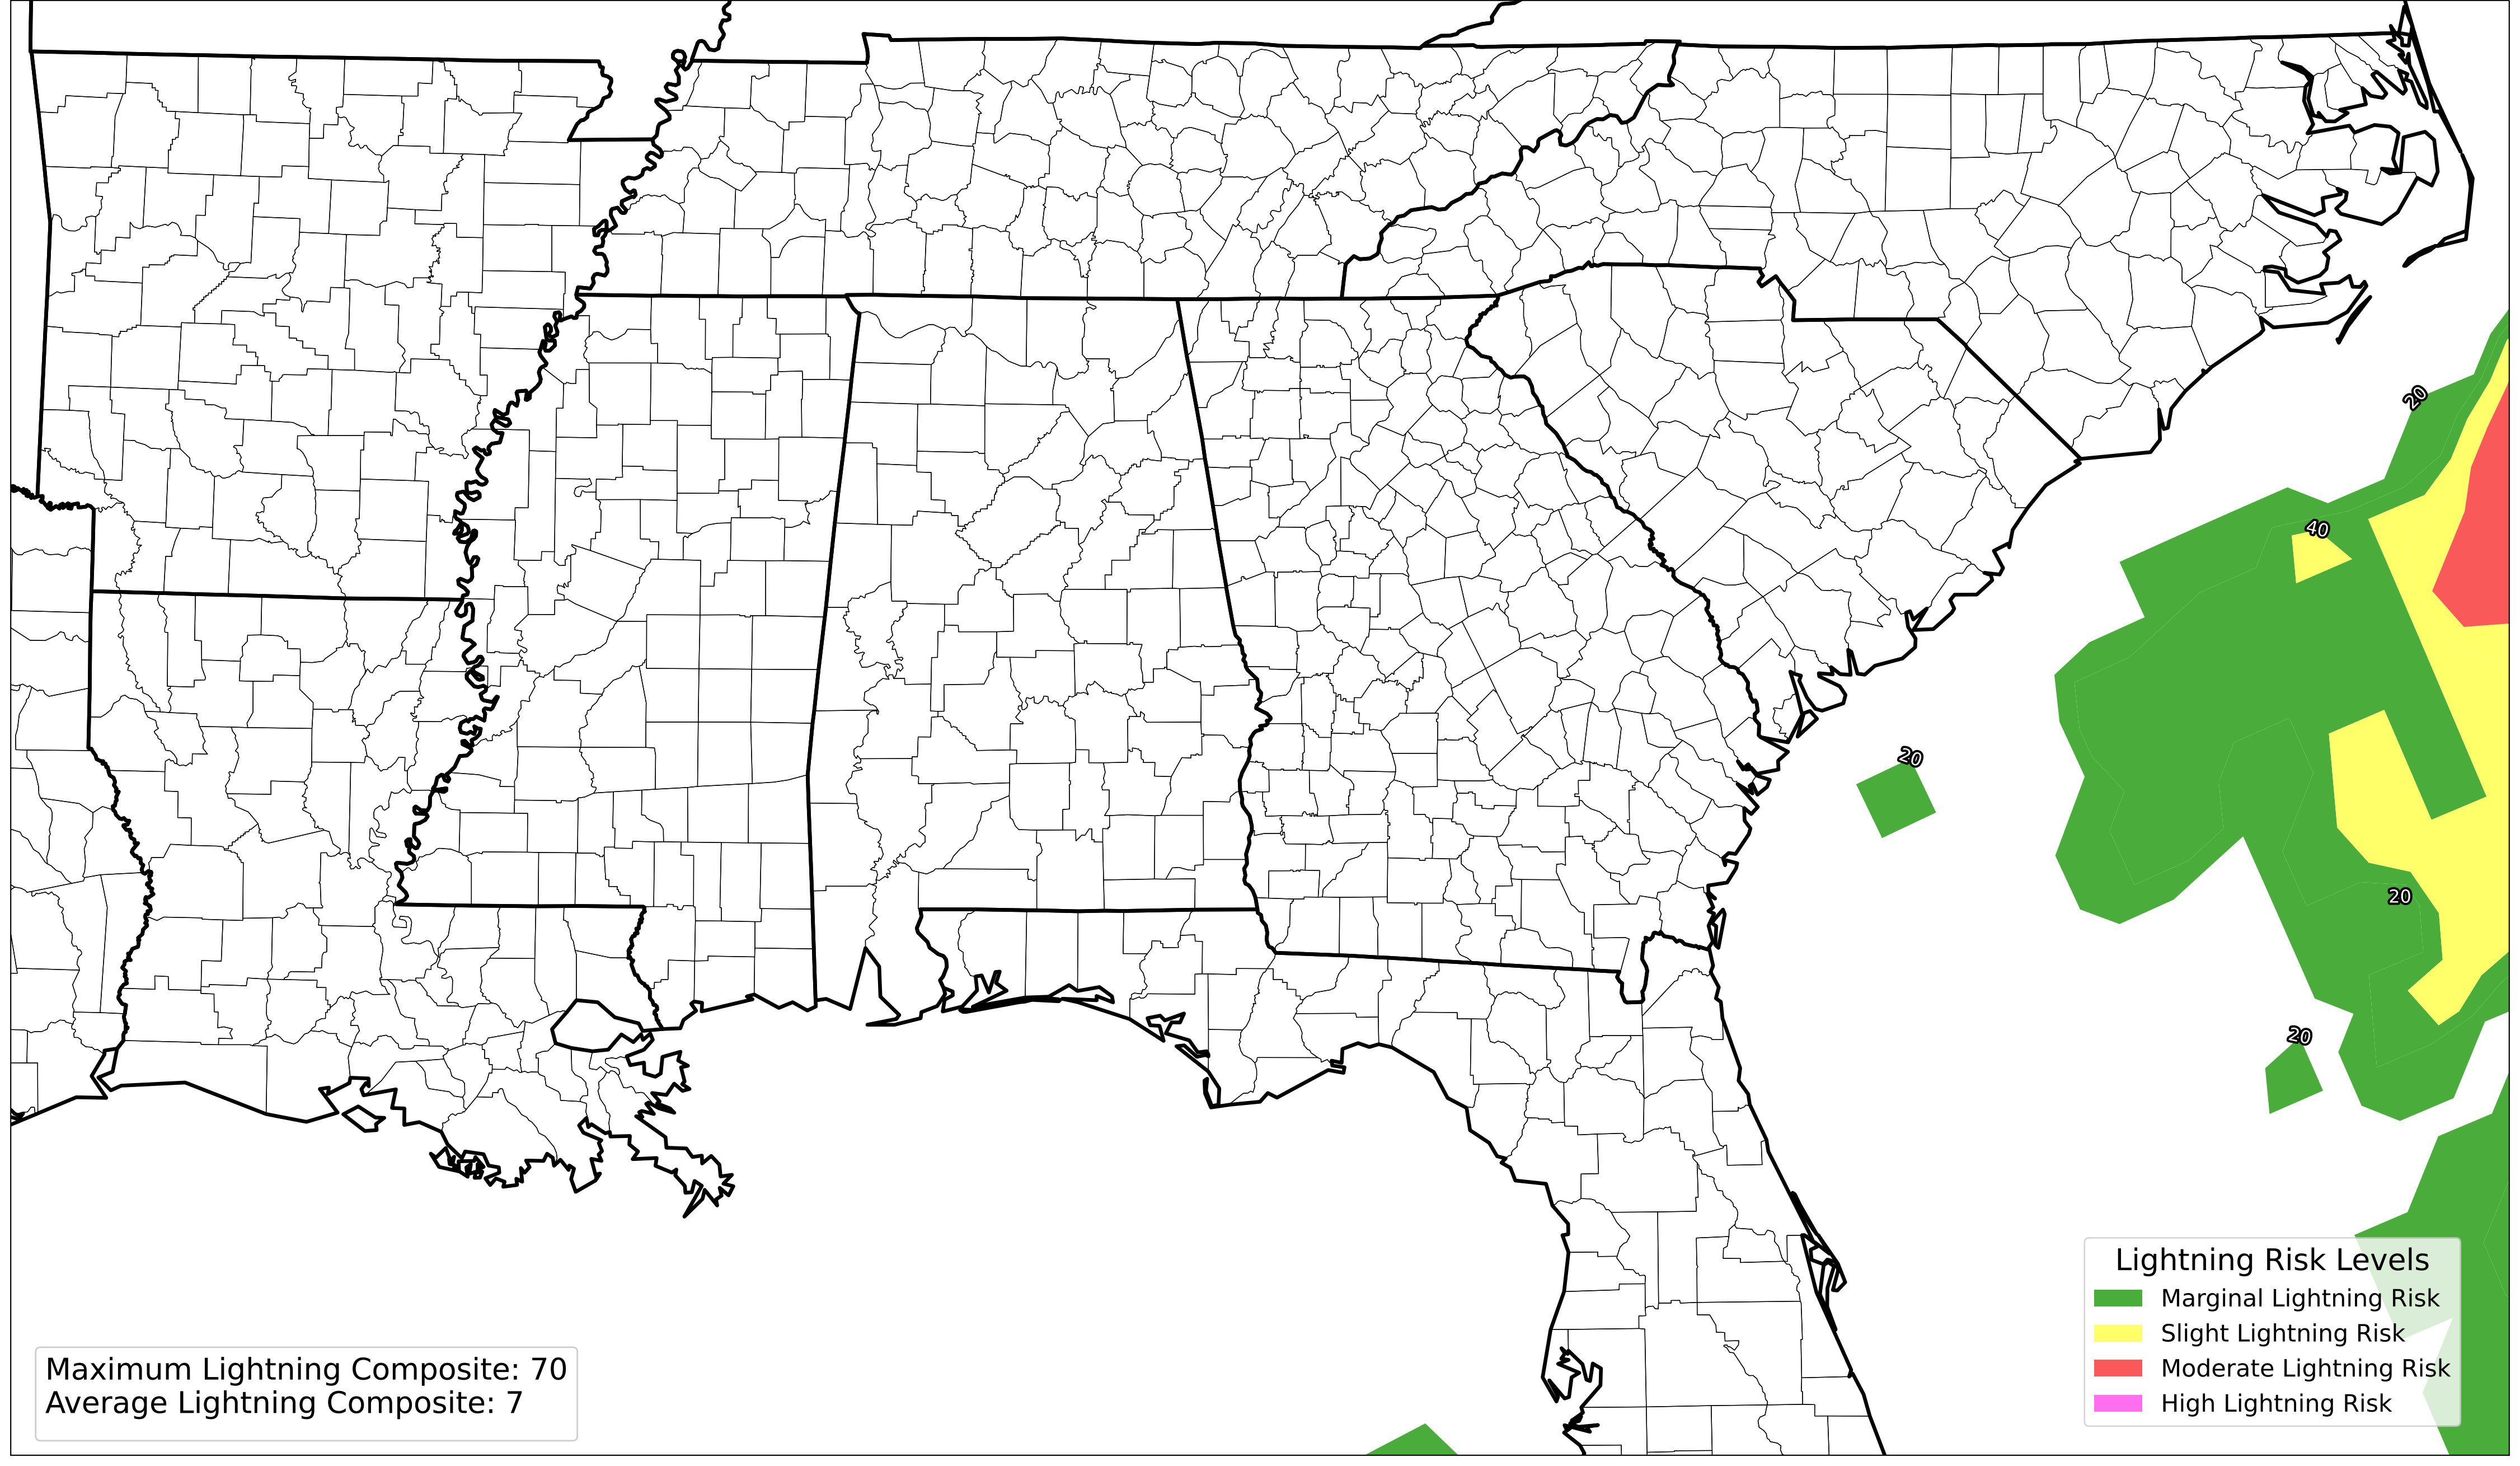 20
40
20
20
20
Lightning Risk Levels
Marginal Lightning Risk
Slight Lightning Risk
Moderate Lightning Risk
High Lightning Risk
Maximum Lightning Composite: 70
Average Lightning Composite: 7